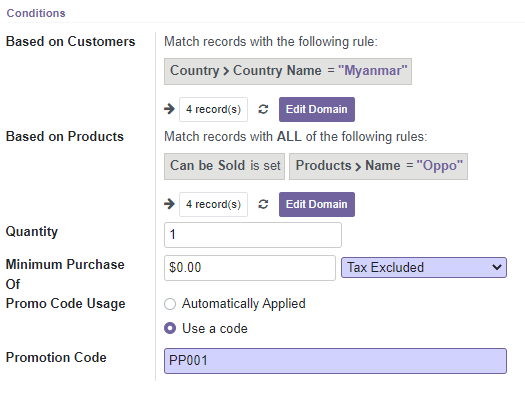 Conditions
Based on Customers
Match records with the following rule:
Country > Country Name = "Myanmar"
4 record(s)
Edit Domain
Based on Products
Match records with ALL of the following rules:
Can be Sold is set
Products > Name = "Oppo"
4 record(s)
Edit Domain
Quantity
1
Minimum Purchase
Of
$0.00
Tax Excluded
Promo Code Usage
Automatically Applied
Use a code
Promotion Code
PP001